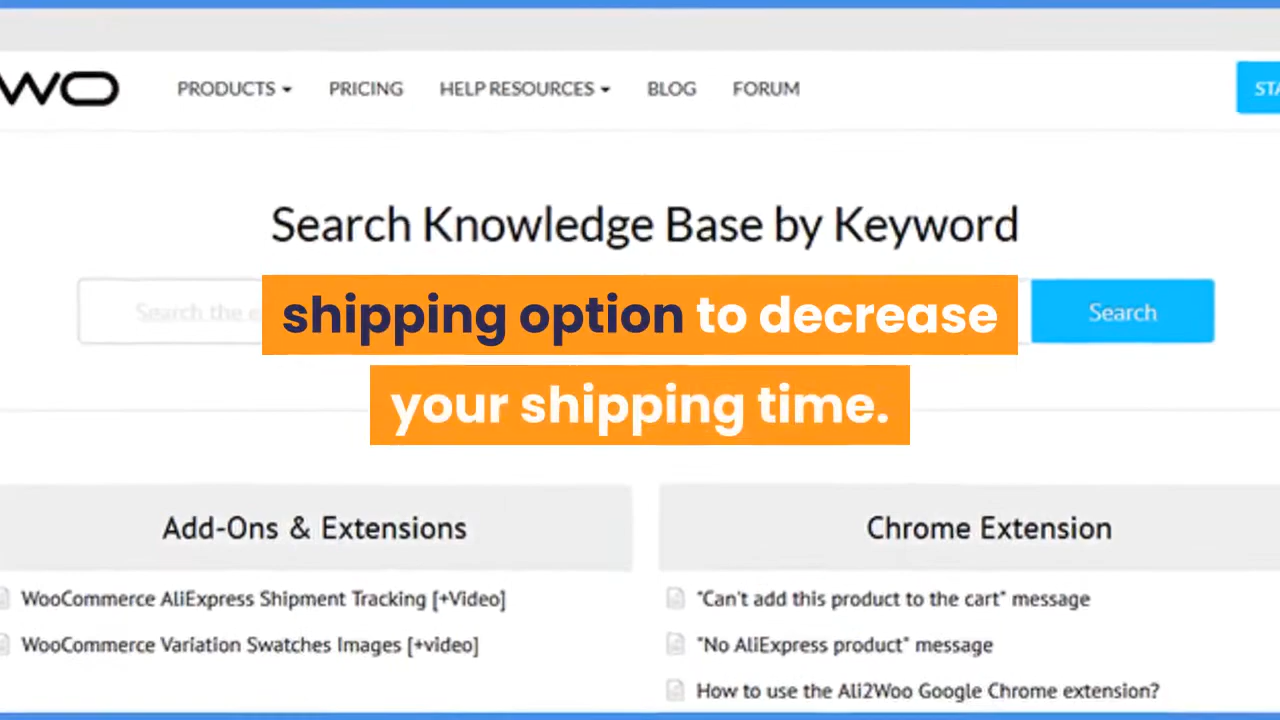 WO
PRODUCTS PRICING HELP RESOURCES BLOG FORUM
STA
Search Knowledge Base by Keyword
Search the e
Search
shipping option to decrease
your shipping time.
Add-Ons & Extensions
WooCommerce AliExpress Shipment Tracking [+Video]
WooCommerce Variation Swatches Images [+video]
Chrome Extension
"Can't add this product to the cart" message
"No AliExpress product" message
How to use the Ali2Woo Google Chrome extension?